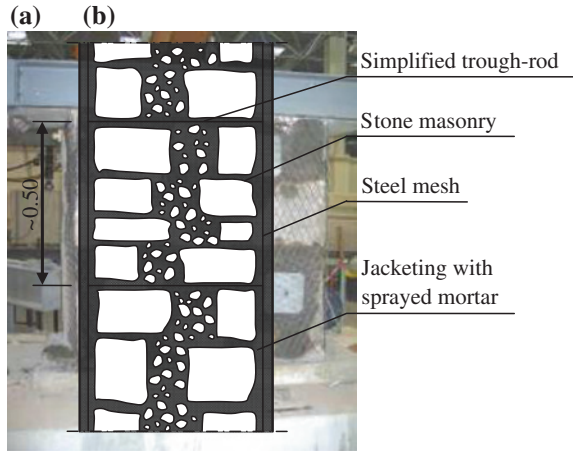 (a) (b)
Simplified trough-rod
Stone masonry
Steel mesh
~0.50
Jacketing with
sprayed mortar